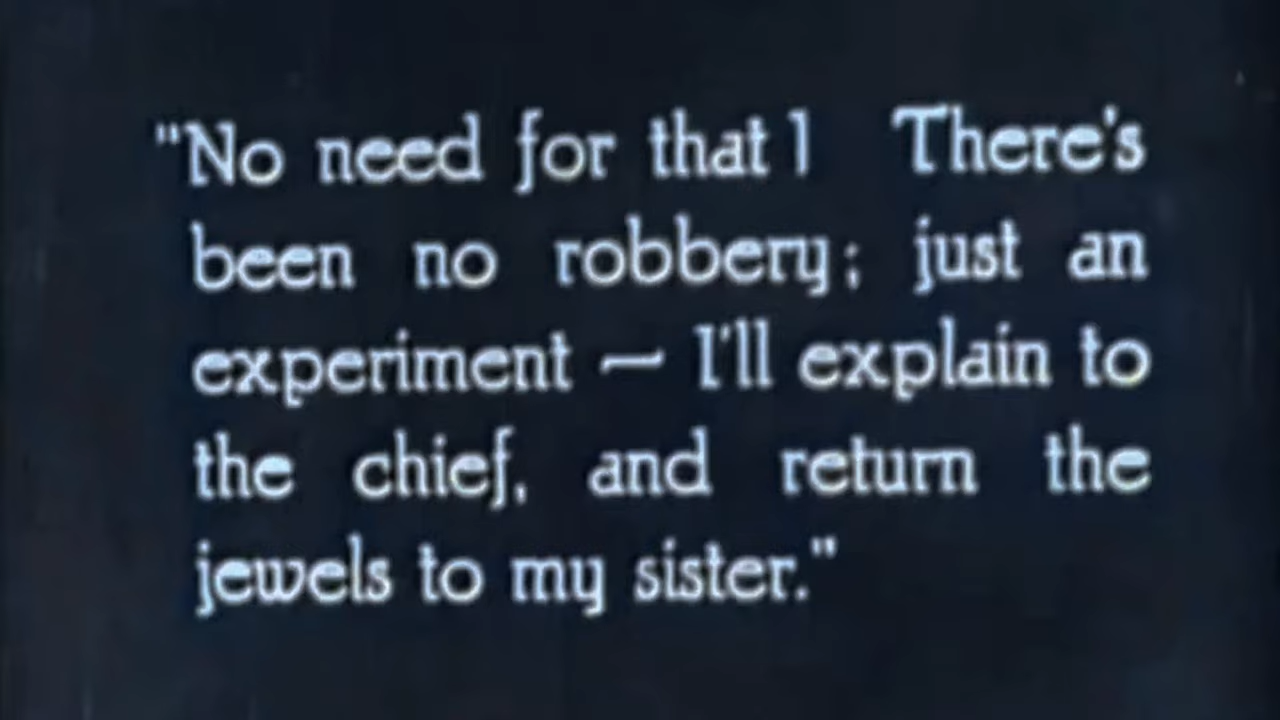 "No need for that! There's
been no robbery; just an
experiment — I'll explain to
the chief, and return the
jewels to my sister."